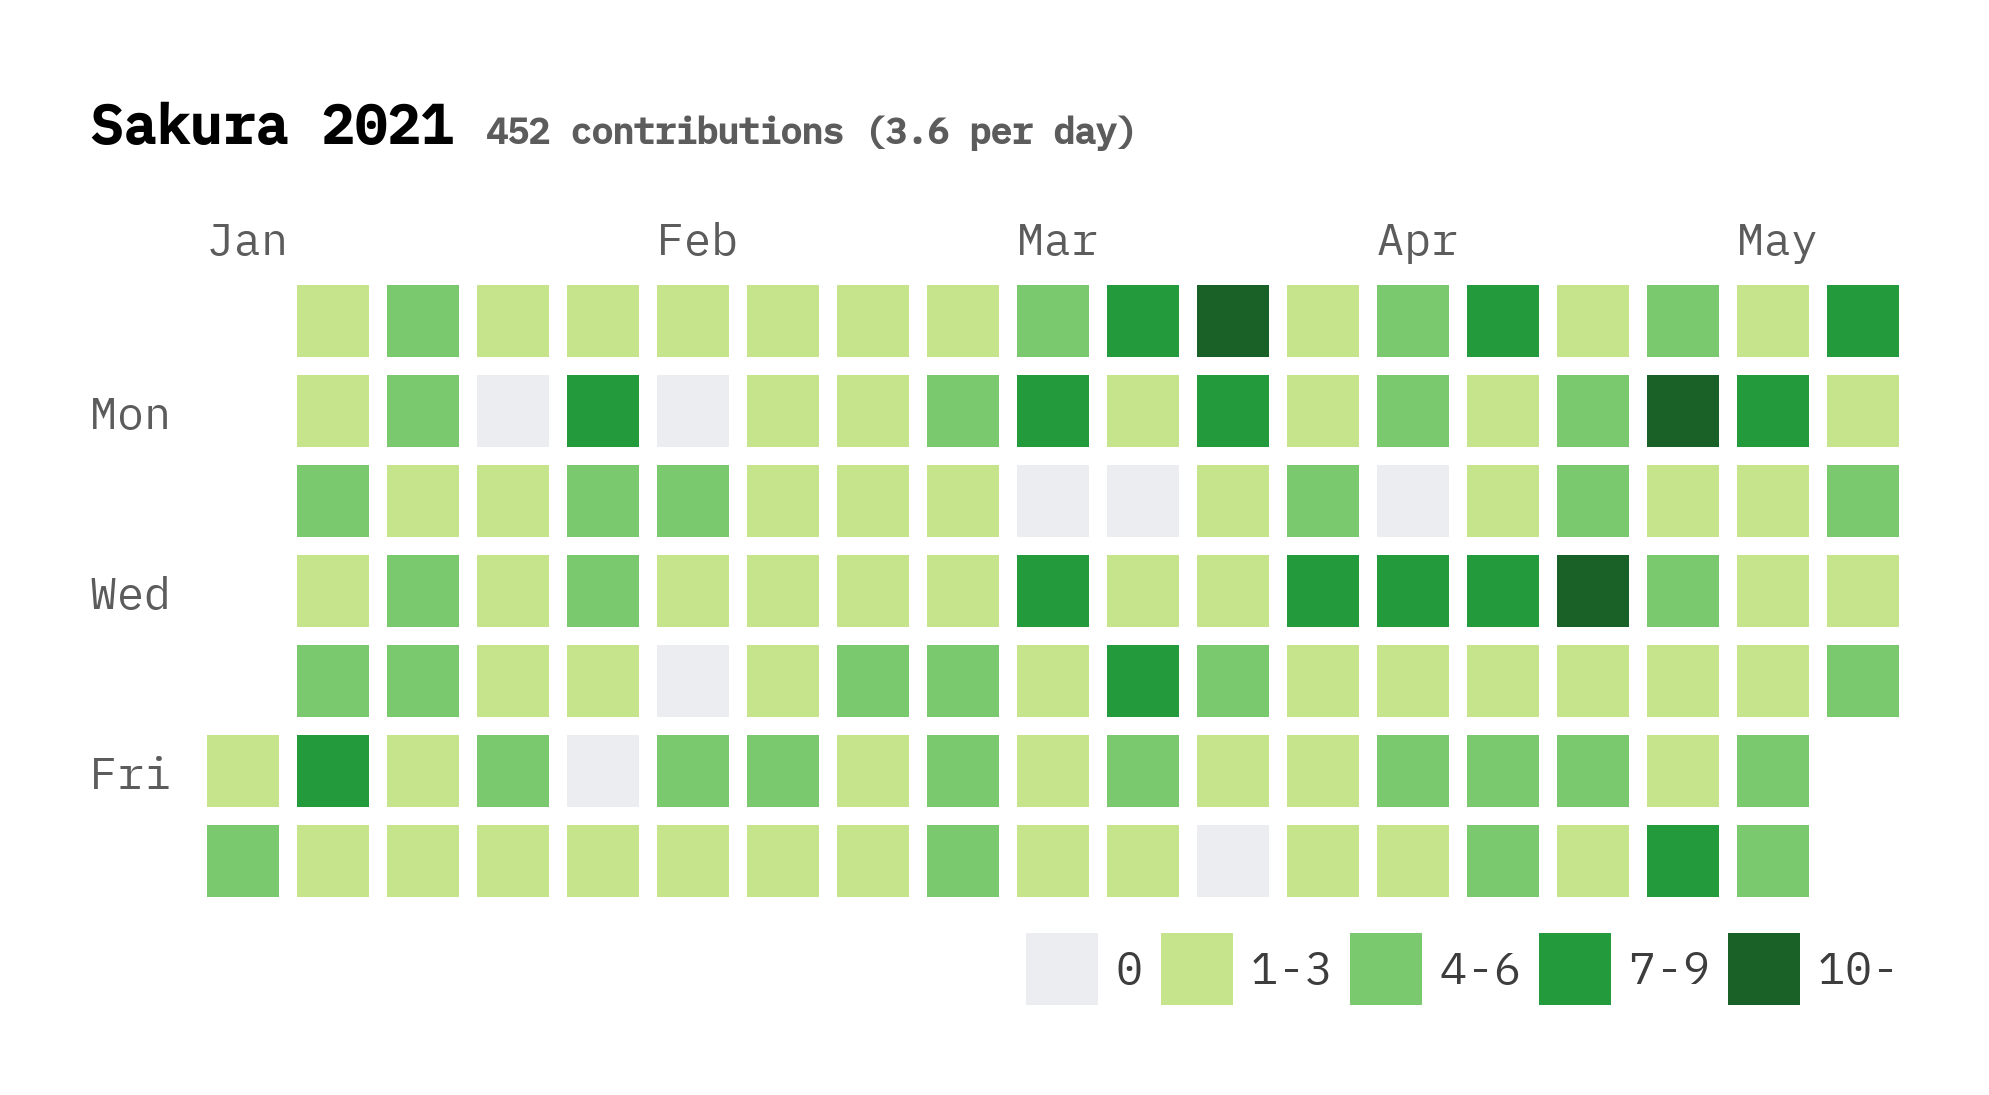 Sakura 2021 452 contributions (3.6 per day)
Jan Feb Mar Apr May
Mon
Wed
Fri
0 1-3 4-6 7-9 10-